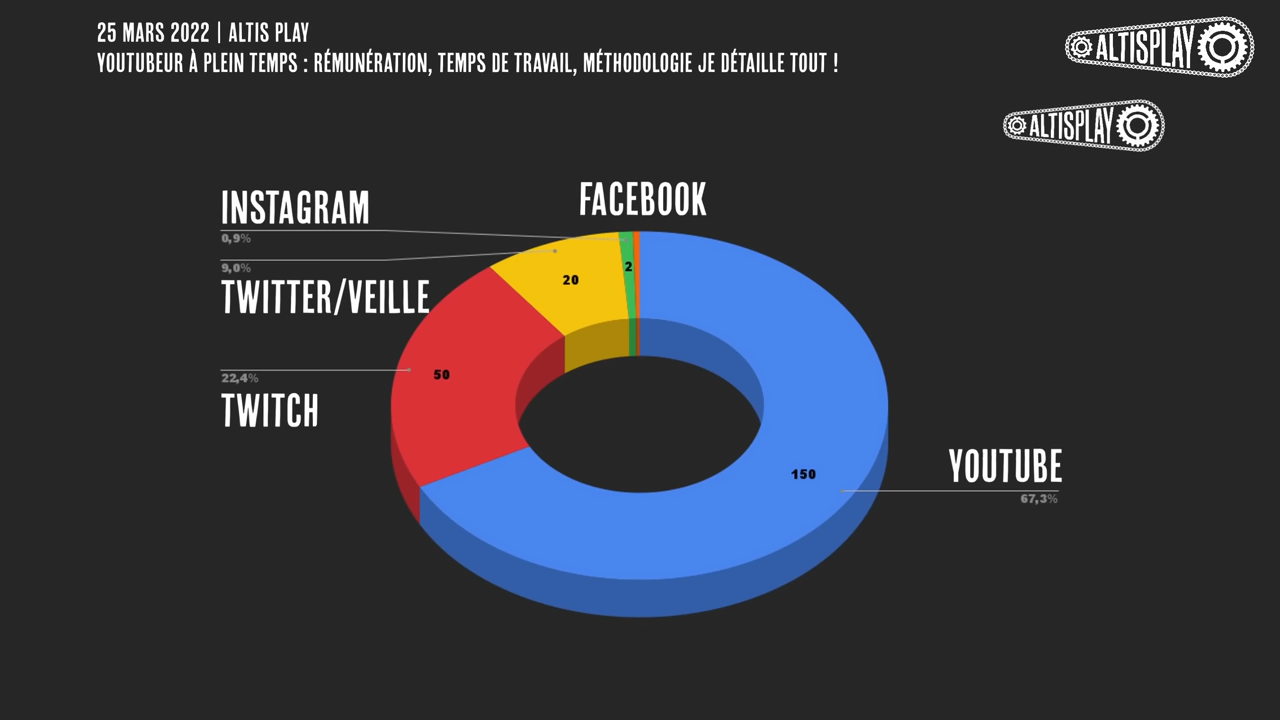 25 MARS 2022 | ALTIS PLAY
YOUTUBEUR À PLEIN TEMPS : RÉMUNÉRATION, TEMPS DE TRAVAIL, MÉTHODOLOGIE JE DÉTAILLE TOUT !
ALTISPLAY
ALTISPLAY
INSTAGRAM
0,9%
9,0%
TWITTER/VEILLE
22,4%
TWITCH
FACEBOOK
20
2
50
150
YOUTUBE
67,3%